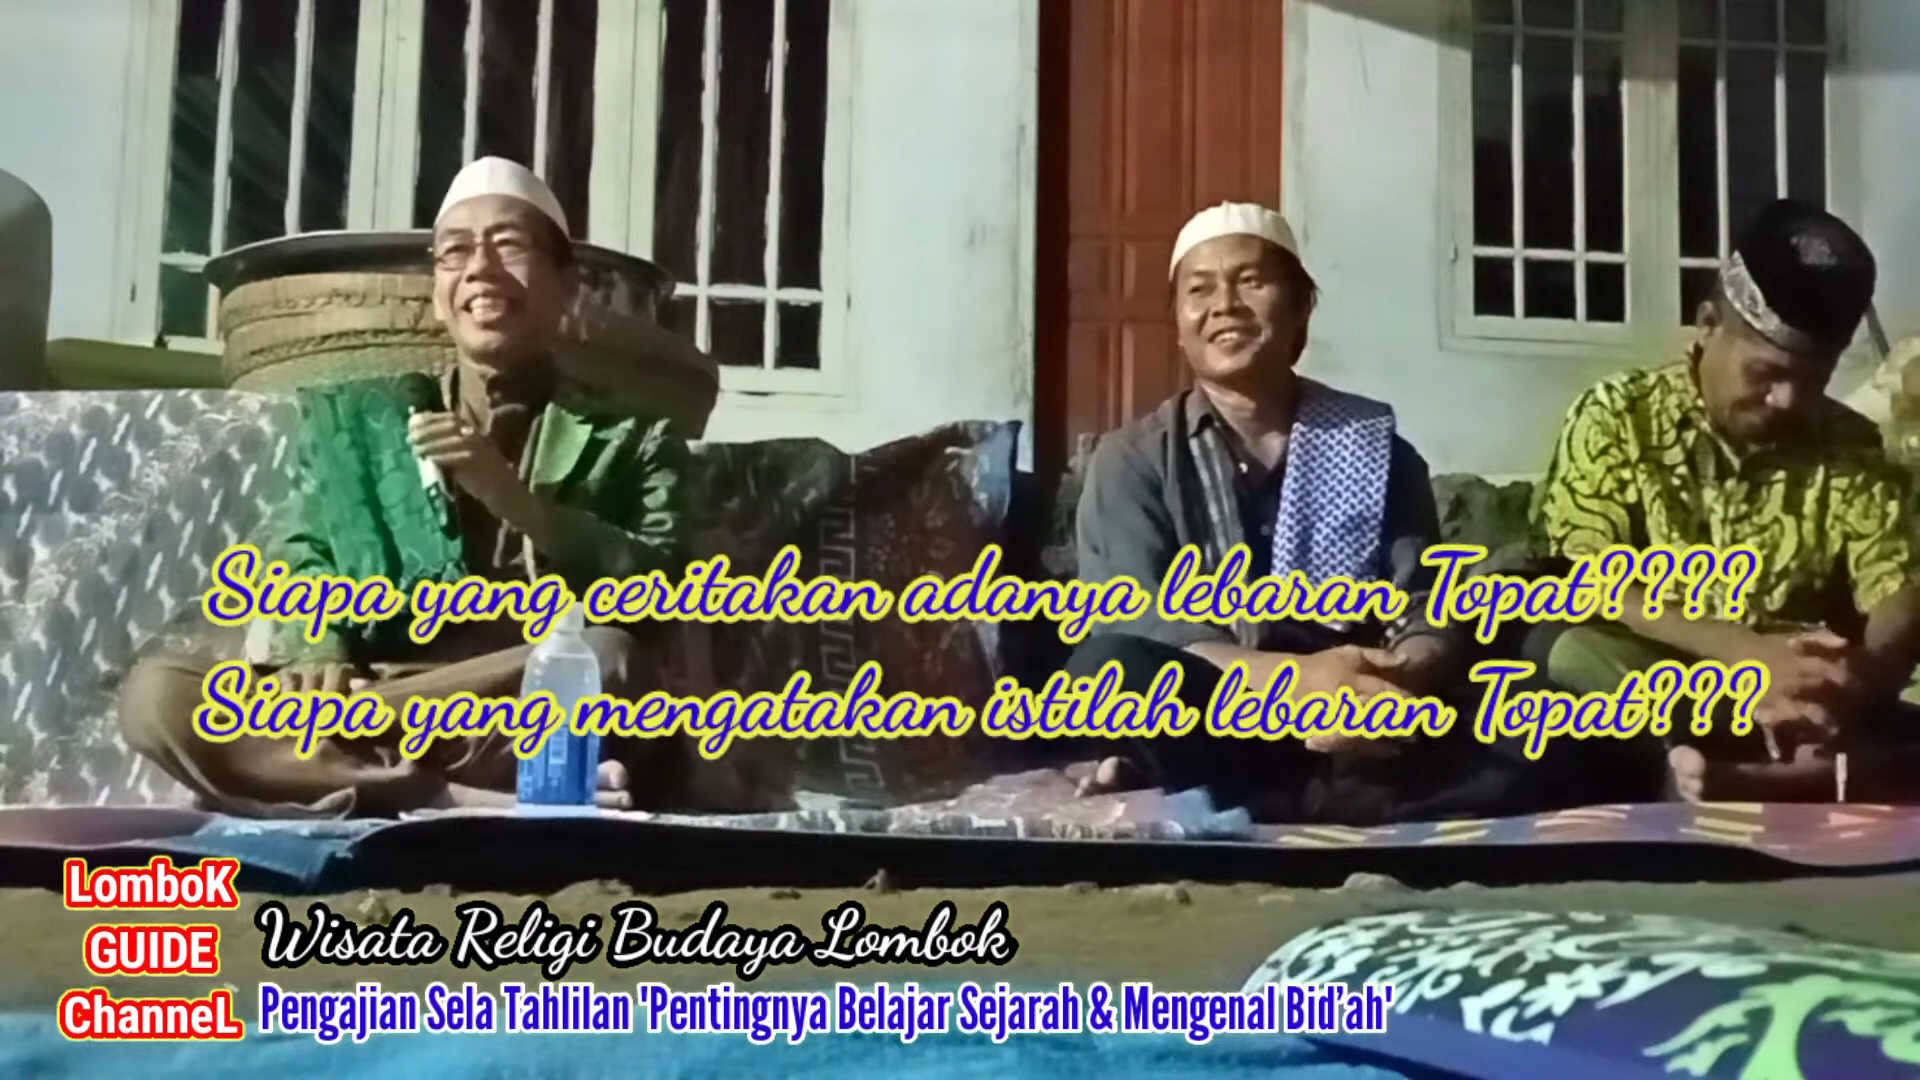 Siapa yang ceritakan adanya lebaran Topat????
Siapa yang mengatakan istilah lebaran Topat???
LomboK
GUIDE
ChanneL
Wisata Religi Budaya Lombok
Pengajian Sela Tahlilan 'Pentingnya Belajar Sejarah & Mengenal Bid’ah'